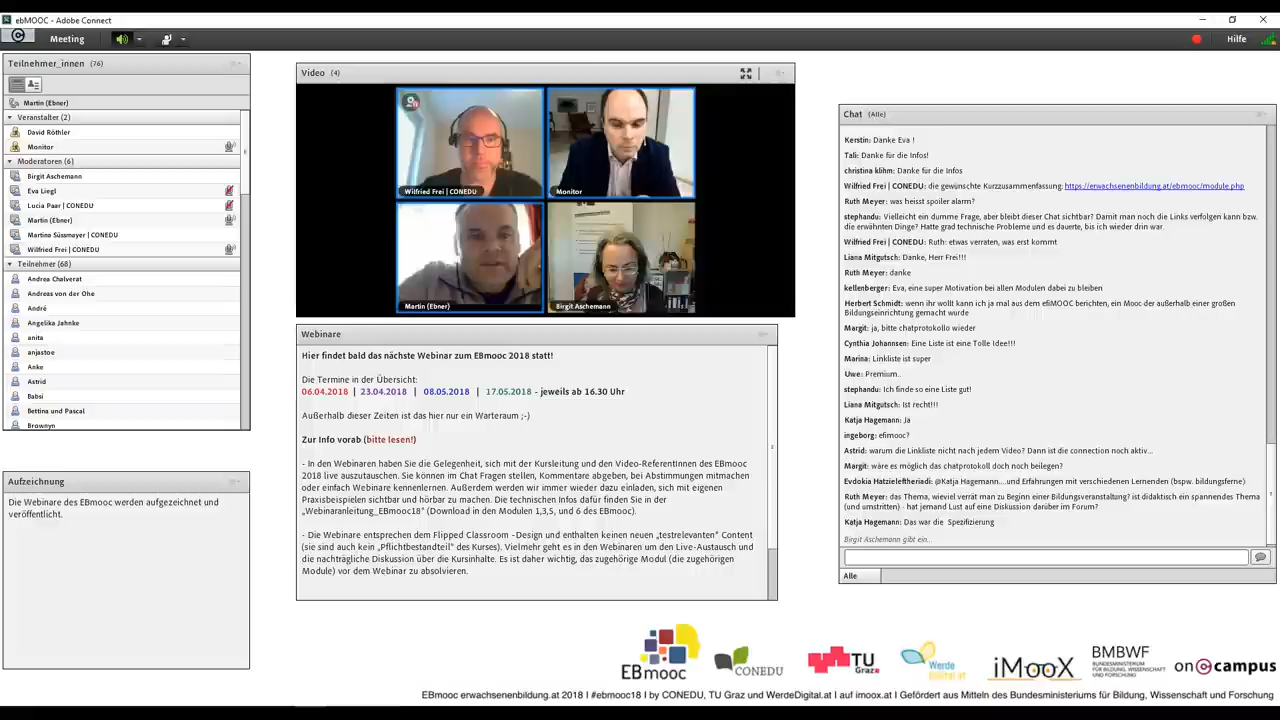 ebMOOC - Adobe Connect
Meeting
Hilfe
Teilnehmer_innen (76)
Martin (Ebner)
Veranstalter (2)
David Röthler
Monitor
Moderatoren (6)
Birgit Aschemann
Eva Liegl
Lucia Paar | CONEDU
Martin (Ebner)
Martina Süssmayer | CONEDU
Wilfried Frei | CONEDU
Teilnehmer (68)
Andrea Chalverat
Andreas von der Ohe
André
Angelika Jahnke
anita
anjastoe
Anke
Astrid
Babsi
Bettina und Pascal
Brownyn
Aufzeichnung
Die Webinare des EBmooc werden aufgezeichnet und
veröffentlicht.
Video (4)
Wilfried Frei | CONEDU
Monitor
Martin (Ebner)
Birgit Aschemann
Webinare
Hier findet bald das nächste Webinar zum EBmooc 2018 statt!
Die Termine in der Übersicht:
06.04.2018 | 23.04.2018 | 08.05.2018 | 17.05.2018 - jeweils ab 16.30 Uhr
Außerhalb dieser Zeiten ist das hier nur ein Warteraum ;-)
Zur Info vorab (bitte lesen!)
- In den Webinaren haben Sie die Gelegenheit, sich mit der Kursleitung und den Video-ReferentInnen des EBmooc
2018 live auszutauschen. Sie können im Chat Fragen stellen, Kommentare abgeben, bei Abstimmungen mitmachen
oder einfach Webinare kennenlernen. Außerdem werden wir immer wieder dazu einladen, sich mit eigenen
Praxisbeispielen sichtbar und hörbar zu machen. Die technischen Infos dafür finden Sie in der
„Webinaranleitung_EBmooc18“ (Download in den Modulen 1,3,5, und 6 des EBmooc).
- Die Webinare entsprechen dem Flipped Classroom -Design und enthalten keinen neuen „testrelevanten“ Content
(sie sind auch kein „Pflichtbestandteil“ des Kurses). Vielmehr geht es in den Webinaren um den Live-Austausch und
die nachträgliche Diskussion über die Kursinhalte. Es ist daher wichtig, das zugehörige Modul (die zugehörigen
Module) vor dem Webinar zu absolvieren.
Chat (Alle)
Kerstin: Danke Eva !
Tali: Danke für die Infos!
christina klihm: Danke für die Infos
Wilfried Frei | CONEDU: die gewünschte Kurzzusammenfassung: https://erwachsenenbildung.at/ebmooc/module.php
Ruth Meyer: was heisst spoiler alarm?
stephandu: Vielleicht ein dumme Frage, aber bleibt dieser Chat sichtbar? Damit man noch die Links verfolgen kann bzw.
die erwähnten Dinge? Hatte grad technische Probleme und es dauerte, bis ich wieder drin war.
Wilfried Frei | CONEDU: Ruth: etwas verraten, was erst kommt
Liana Mitgutsch: Danke, Herr Frei!!!
Ruth Meyer: danke
kellenberger: Eva, eine super Motivation bei allen Modulen dabei zu bleiben
Herbert Schmidt: wenn ihr wollt kann ich ja mal aus dem efiMOOC berichten, ein Mooc der außerhalb einer großen
Bildungseinrichtung gemacht wurde
Margit: ja, bitte chatprotokollo wieder
Cynthia Johannsen: Eine Liste ist eine Tolle Idee!!!
Marina: Linkliste ist super
Uwe: Premium..
stephandu: Ich finde so eine Liste gut!
Liana Mitgutsch: Ist recht!!!
Katja Hagemann: Ja
ingeborg: efimooc?
Astrid: warum die Linkliste nicht nach jedem Video? Dann ist die connection noch aktiv...
Margit: wäre es möglich das chatprotokoll doch noch beilegen?
Evdokia Hatzieleftheriadi: @Katja Hagemann....und Erfahrungen mit verschiedenen Lernenden (bspw. bildungsferne)
Ruth Meyer: das Thema, wieviel verrät man zu Beginn einer Bildungsveranstaltung? ist didaktisch ein spannendes Thema
(und umstritten) - hat jemand Lust auf eine Diskussion darüber im Forum?
Katja Hagemann: Das war die Spezifizierung
Birgit Aschemann gibt ein...
Alle
EBmooc
CONEDU
TU
Graz
Werde
Digital.at
iMooX
BMBWF
BUNDESMINISTERIUM
FÜR BILDUNG, WISSENSCHAFT
UND FORSCHUNG
oncampus
EBmooc erwachsenenbildung.at 2018 I #ebmooc18 I by CONEDU, TU Graz und WerdeDigital.at I auf imoox.at I Gefördert aus Mitteln des Bundesministeriums für Bildung, Wissenschaft und Forschung